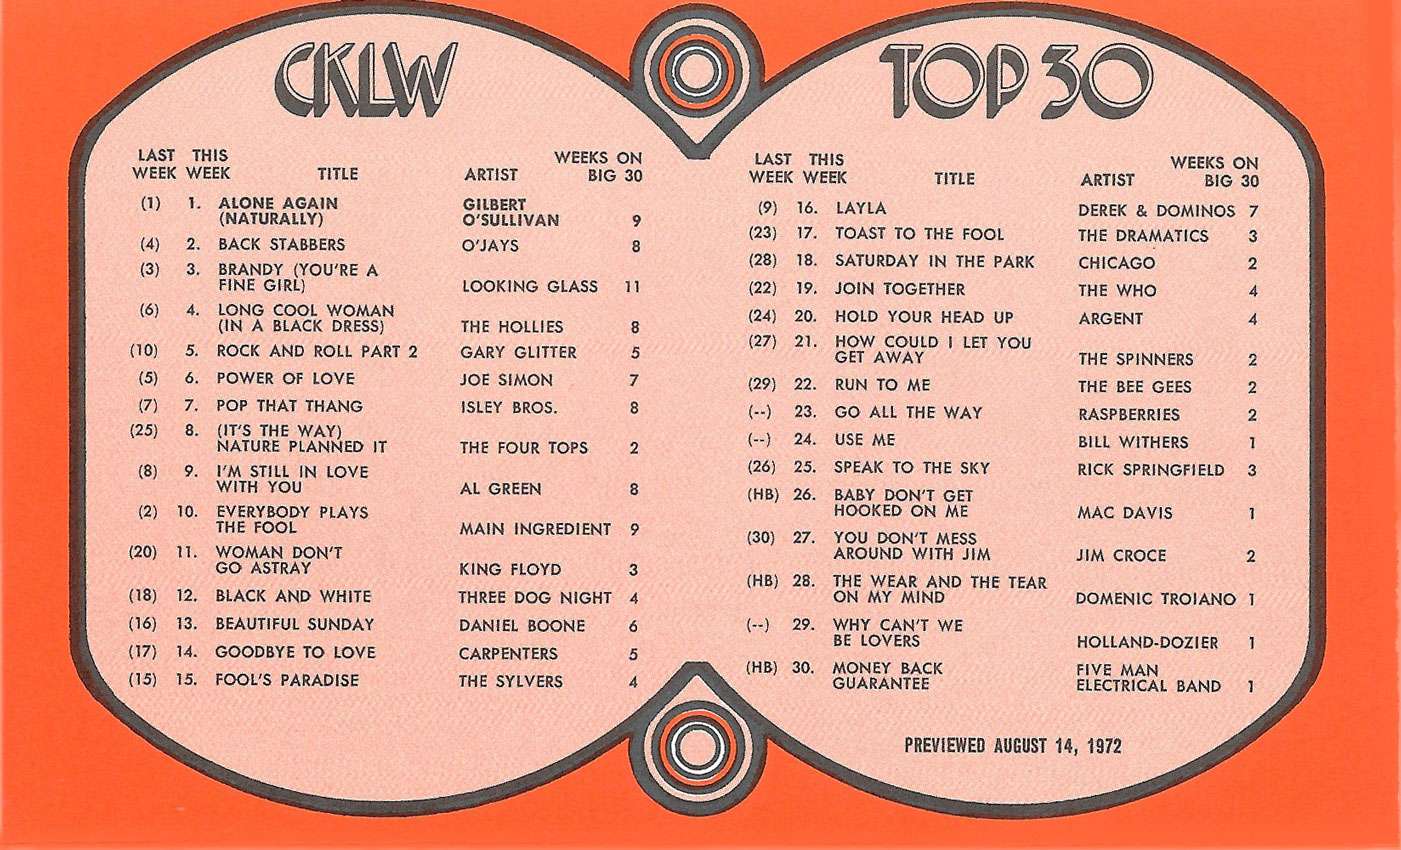 CKLW
LAST THIS WEEKS ON
WEEK WEEK TITLE ARTIST BIG 30
(1) 1. ALONE AGAIN GILBERT
(NATURALLY) O'SULLIVAN 9
(4) 2. BACK STABBERS O'JAYS 8
(3) 3. BRANDY (YOU'RE A
FINE GIRL) LOOKING GLASS 11
(6) 4. LONG COOL WOMAN
(IN A BLACK DRESS) THE HOLLIES 8
(10) 5. ROCK AND ROLL PART 2 GARY GLITTER 5
(5) 6. POWER OF LOVE JOE SIMON 7
(7) 7. POP THAT THANG ISLEY BROS. 8
(25) 8. (IT'S THE WAY)
NATURE PLANNED IT THE FOUR TOPS 2
(8) 9. I'M STILL IN LOVE
WITH YOU AL GREEN 8
(2) 10. EVERYBODY PLAYS
THE FOOL MAIN INGREDIENT 9
(20) 11. WOMAN DON'T
GO ASTRAY KING FLOYD 3
(18) 12. BLACK AND WHITE THREE DOG NIGHT 4
(16) 13. BEAUTIFUL SUNDAY DANIEL BOONE 6
(17) 14. GOODBYE TO LOVE CARPENTERS 5
(15) 15. FOOL'S PARADISE THE SYLVERS 4
TOP 30
LAST THIS WEEKS ON
WEEK WEEK TITLE ARTIST BIG 30
(9) 16. LAYLA DEREK & DOMINOS 7
(23) 17. TOAST TO THE FOOL THE DRAMATICS 3
(28) 18. SATURDAY IN THE PARK CHICAGO 2
(22) 19. JOIN TOGETHER THE WHO 4
(24) 20. HOLD YOUR HEAD UP ARGENT 4
(27) 21. HOW COULD I LET YOU
GET AWAY THE SPINNERS 2
(29) 22. RUN TO ME THE BEE GEES 2
(--) 23. GO ALL THE WAY RASPBERRIES 2
(--) 24. USE ME BILL WITHERS 1
(26) 25. SPEAK TO THE SKY RICK SPRINGFIELD 3
(HB) 26. BABY DON'T GET
HOOKED ON ME MAC DAVIS 1
(30) 27. YOU DON'T MESS
AROUND WITH JIM JIM CROCE 2
(HB) 28. THE WEAR AND THE TEAR
ON MY MIND DOMENIC TROIANO 1
(--) 29. WHY CAN'T WE
BE LOVERS HOLLAND-DOZIER 1
(HB) 30. MONEY BACK FIVE MAN
GUARANTEE ELECTRICAL BAND 1
PREVIEWED AUGUST 14, 1972